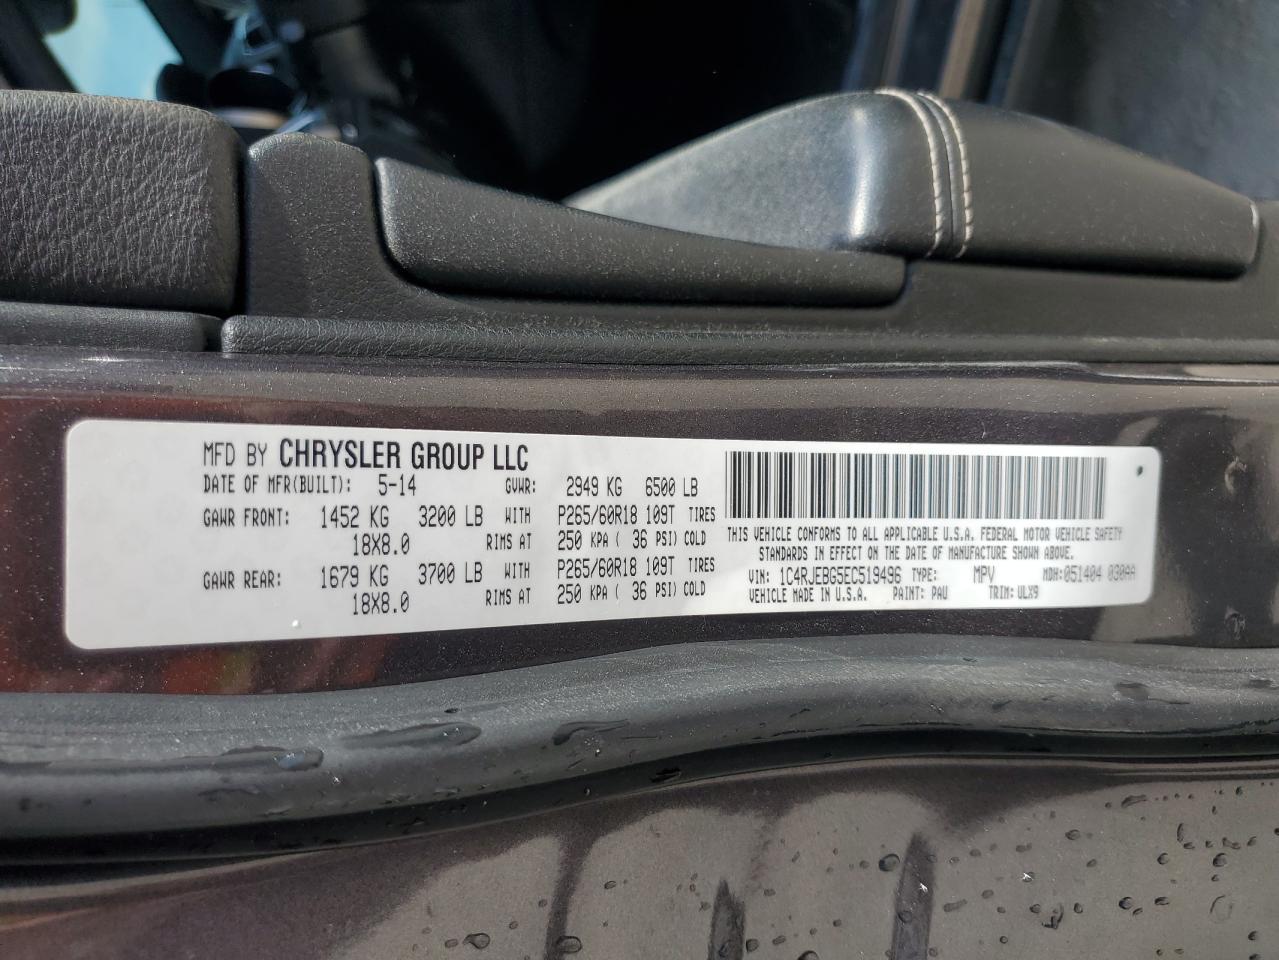 MFD BY CHRYSLER GROUP LLC
DATE OF MFR(BUILT): 5-14 GVWR: 2949 KG 6500 LB
GAWR FRONT: 1452 KG 3200 LB WITH P265/60R18 109T TIRES
18X8.0 RIMS AT 250 KPA ( 36 PSI) COLD
GAWR REAR: 1679 KG 3700 LB WITH P265/60R18 109T TIRES
18X8.0 RIMS AT 250 KPA ( 36 PSI) COLD
THIS VEHICLE CONFORMS TO ALL APPLICABLE U.S.A. FEDERAL MOTOR VEHICLE SAFETY
STANDARDS IN EFFECT ON THE DATE OF MANUFACTURE SHOWN ABOVE.
VIN: 1C4RJEBG5EC519496 TYPE: MPV MDH: 051404 030AA
VEHICLE MADE IN U.S.A. PAINT: PAU TRIM: ULX9